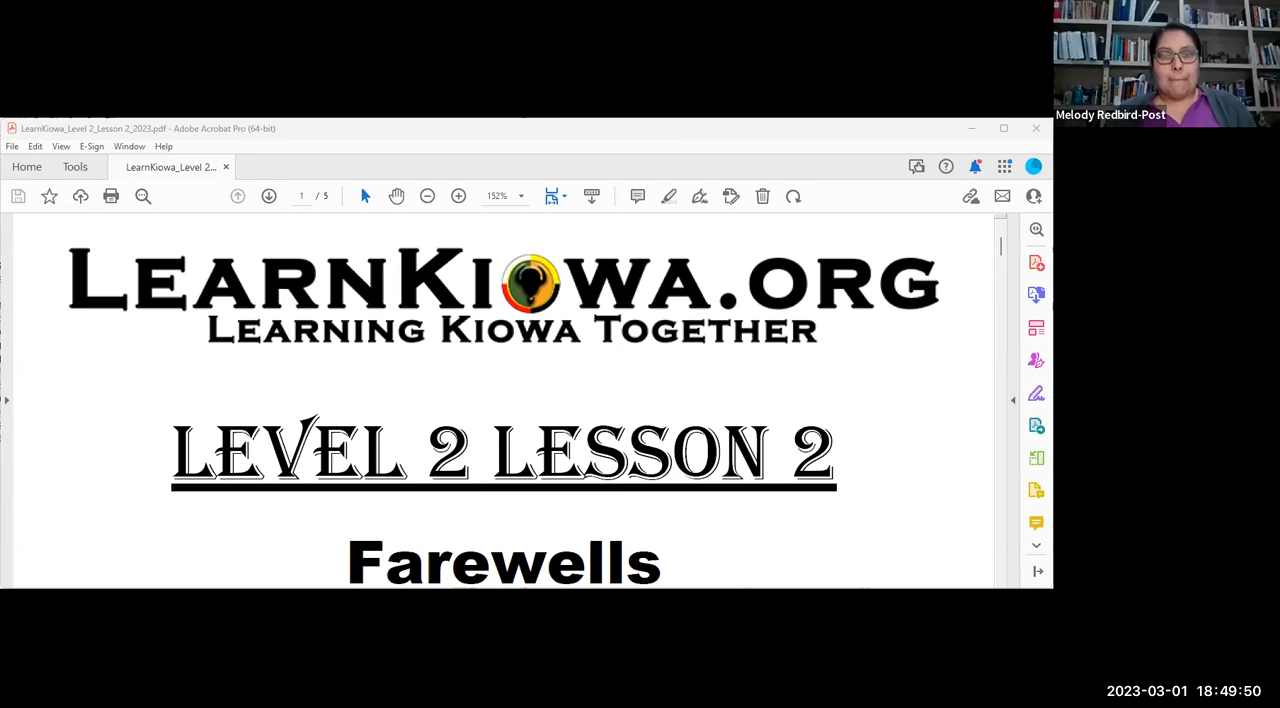 Melody Redbird-Post
LearnKiowa_Level 2_Lesson 2_2023.pdf - Adobe Acrobat Pro (64-bit)
File Edit View E-Sign Window Help
Home Tools LearnKiowa_Level 2...
1 / 5 152%
LEARNKIOWA.ORG
LEARNING KIOWA TOGETHER
LEVEL 2 LESSON 2
Farewells
2023-03-01 18:49:50